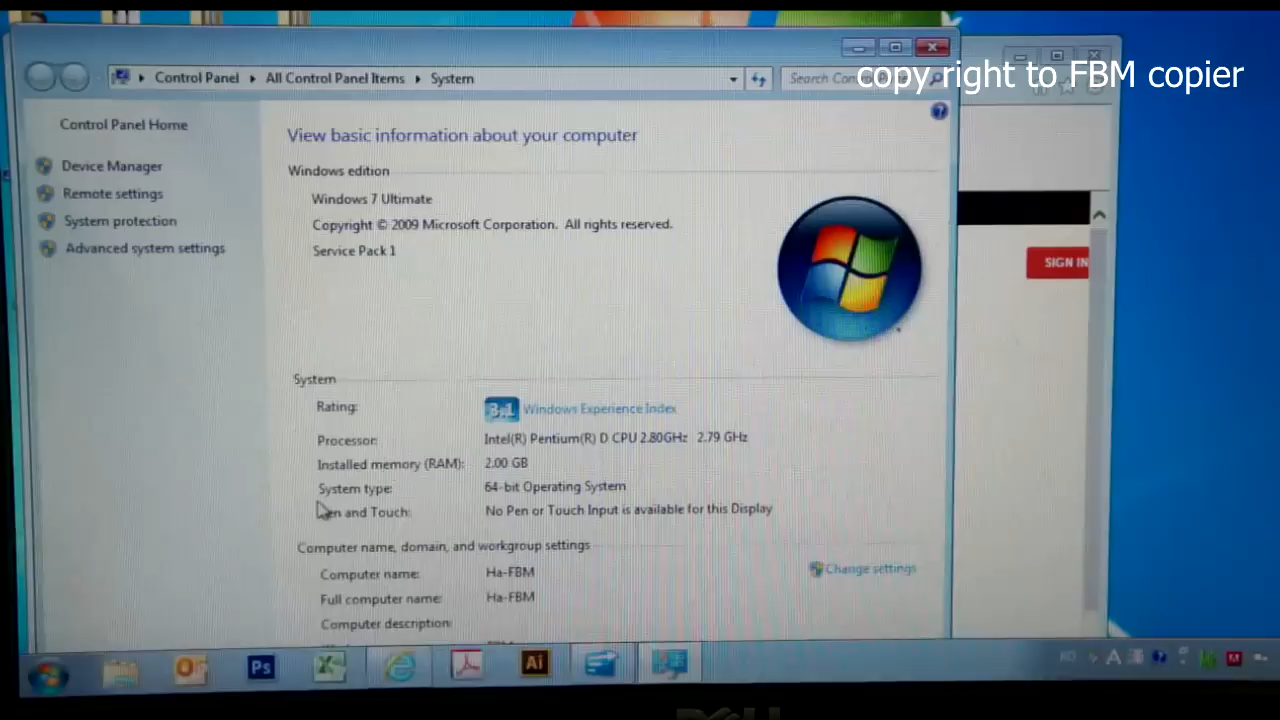 copy right to FBM copier
Control Panel
All Control Panel Items
System
Control Panel Home
Device Manager
Remote settings
System protection
Advanced system settings
View basic information about your computer
Windows edition
Windows 7 Ultimate
Copyright © 2009 Microsoft Corporation. All rights reserved.
Service Pack 1
SIGN IN
System
Rating:
3.1 Windows Experience Index
Processor: Intel(R) Pentium(R) D CPU 2.80GHz 2.79 GHz
Installed memory (RAM): 2.00 GB
System type: 64-bit Operating System
and Touch: No Pen or Touch Input is available for this Display
Computer name, domain, and workgroup settings
Computer name: Ha-FBM
Change settings
Full computer name: Ha-FBM
Computer description:
Ps
Ai
A